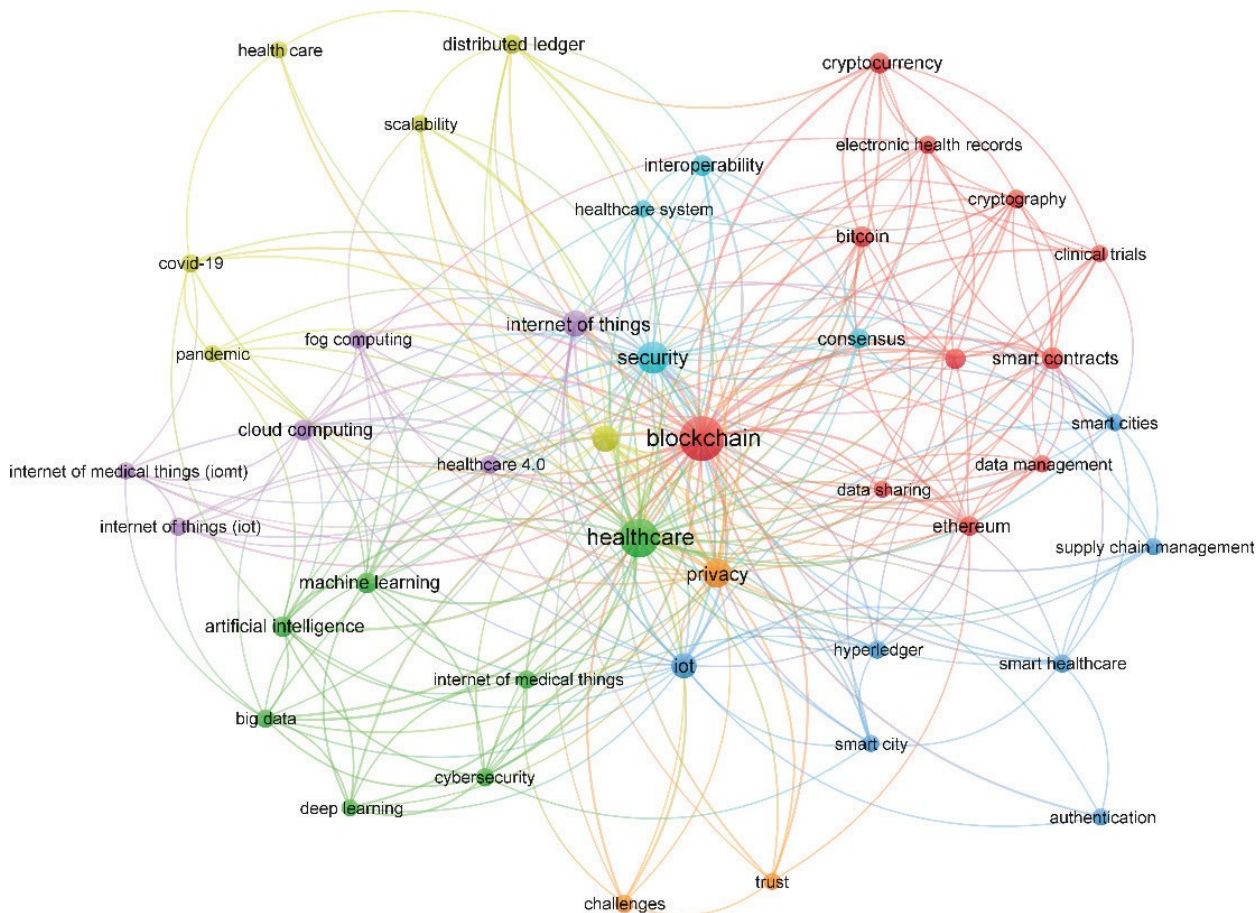 health care
distributed ledger
cryptocurrency
scalability
electronic health records
interoperability
cryptography
healthcare system
bitcoin
clinical trials
covid-19
internet of things
fog computing
consensus
pandemic
security
smart contracts
smart cities
cloud computing
blockchain
internet of medical things (iomt)
healthcare 4.0
data management
data sharing
internet of things (iot)
ethereum
healthcare
supply chain management
machine learning
privacy
artificial intelligence
hyperledger
internet of medical things
iot
smart healthcare
big data
smart city
cybersecurity
deep learning
authentication
trust
challenges